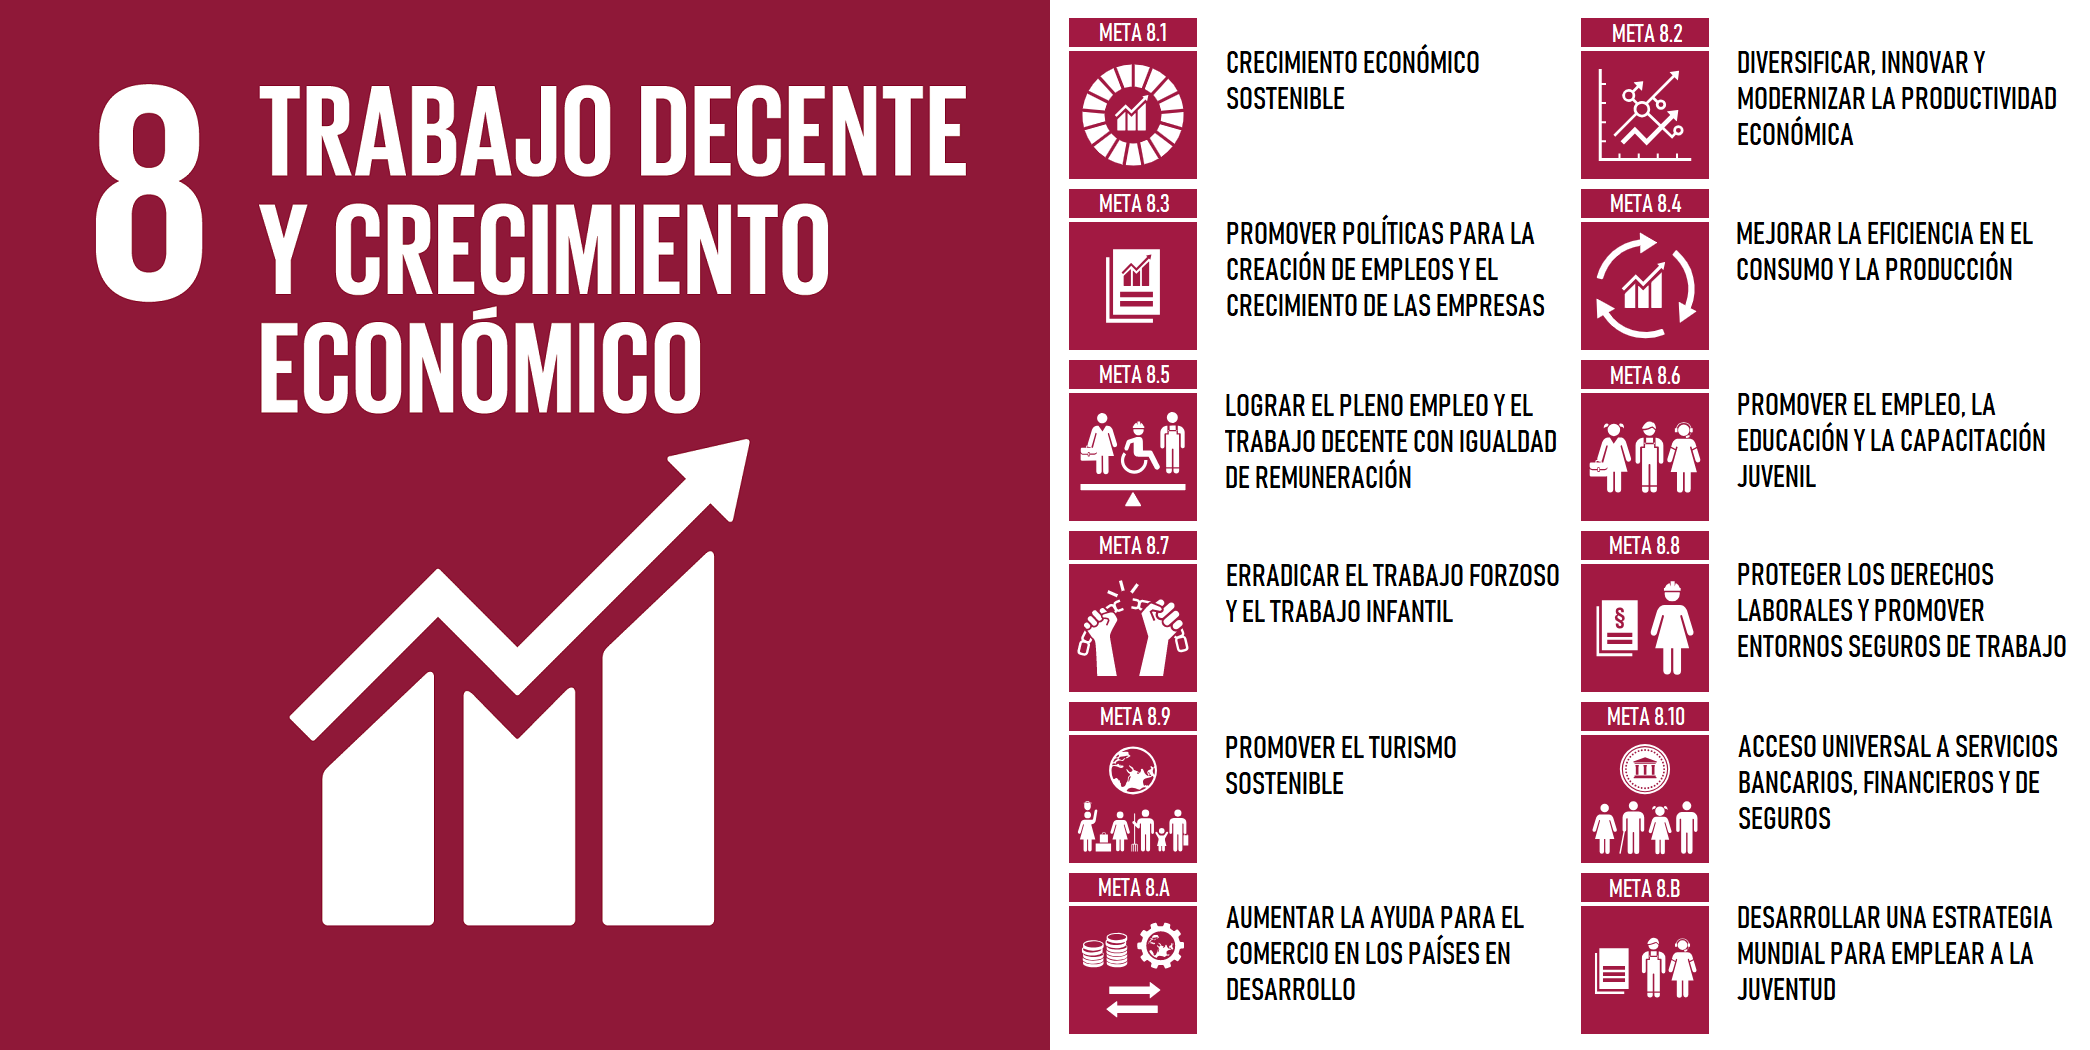 8
TRABAJO DECENTE
Y CRECIMIENTO
ECONÓMICO
META 8.1
CRECIMIENTO ECONÓMICO
SOSTENIBLE
META 8.2
DIVERSIFICAR, INNOVAR Y
MODERNIZAR LA PRODUCTIVIDAD
ECONÓMICA
META 8.3
PROMOVER POLÍTICAS PARA LA
CREACIÓN DE EMPLEOS Y EL
CRECIMIENTO DE LAS EMPRESAS
META 8.4
MEJORAR LA EFICIENCIA EN EL
CONSUMO Y LA PRODUCCIÓN
META 8.5
LOGRAR EL PLENO EMPLEO Y EL
TRABAJO DECENTE CON IGUALDAD
DE REMUNERACIÓN
META 8.6
PROMOVER EL EMPLEO, LA
EDUCACIÓN Y LA CAPACITACIÓN
JUVENIL
META 8.7
ERRADICAR EL TRABAJO FORZOSO
Y EL TRABAJO INFANTIL
META 8.8
§
PROTEGER LOS DERECHOS
LABORALES Y PROMOVER
ENTORNOS SEGUROS DE TRABAJO
META 8.9
PROMOVER EL TURISMO
SOSTENIBLE
META 8.10
ACCESO UNIVERSAL A SERVICIOS
BANCARIOS, FINANCIEROS Y DE
SEGUROS
META 8.A
AUMENTAR LA AYUDA PARA EL
COMERCIO EN LOS PAÍSES EN
DESARROLLO
META 8.B
DESARROLLAR UNA ESTRATEGIA
MUNDIAL PARA EMPLEAR A LA
JUVENTUD